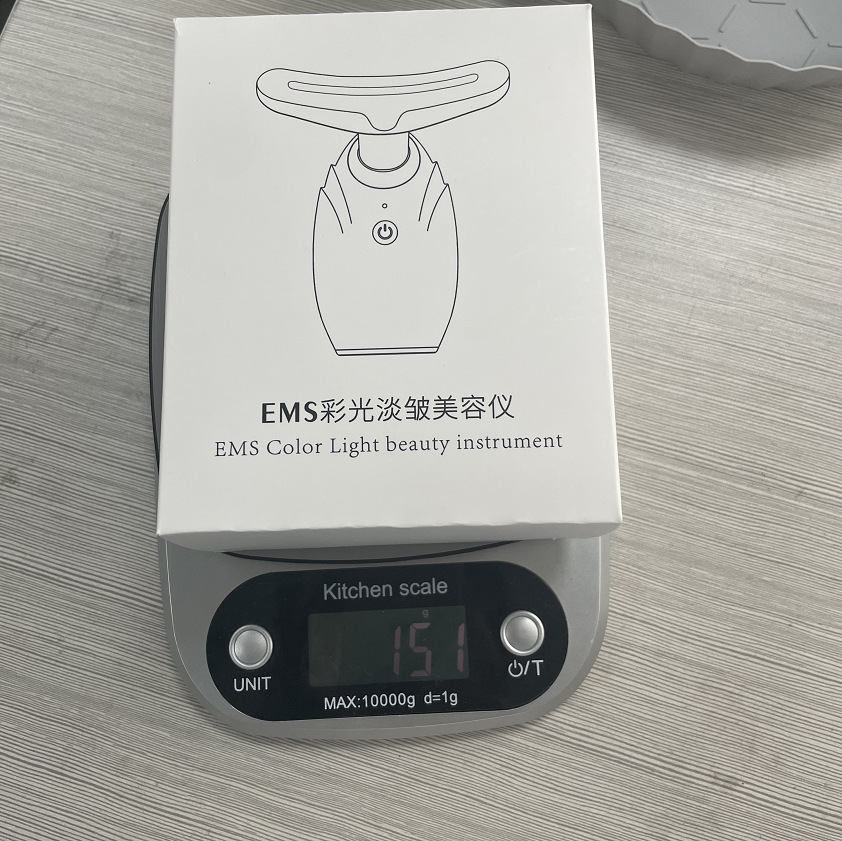 EMS彩光淡皱美容仪
EMS Color Light beauty instrument
Kitchen scale
g
151
UNIT
⏻/T
MAX:10000g d=1g